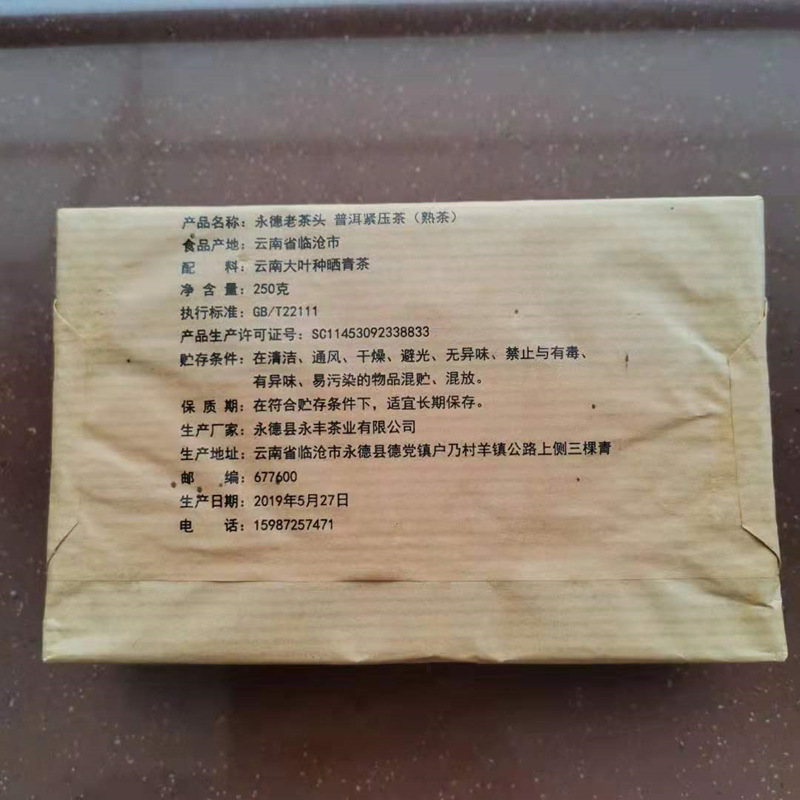 产品名称：永德老茶头 普洱紧压茶（熟茶）
食品产地：云南省临沧市
配　　料：云南大叶种晒青茶
净 含 量：250克
执行标准：GB/T22111
产品生产许可证号：SC11453092338833
贮存条件：在清洁、通风、干燥、避光、无异味、禁止与有毒、
有异味、易污染的物品混贮、混放。
保 质 期：在符合贮存条件下，适宜长期保存。
生产厂家：永德县永丰茶业有限公司
生产地址：云南省临沧市永德县德党镇户乃村羊镇公路上侧三棵青
邮　　编：677600
生产日期：2019年5月27日
电　　话：15987257471